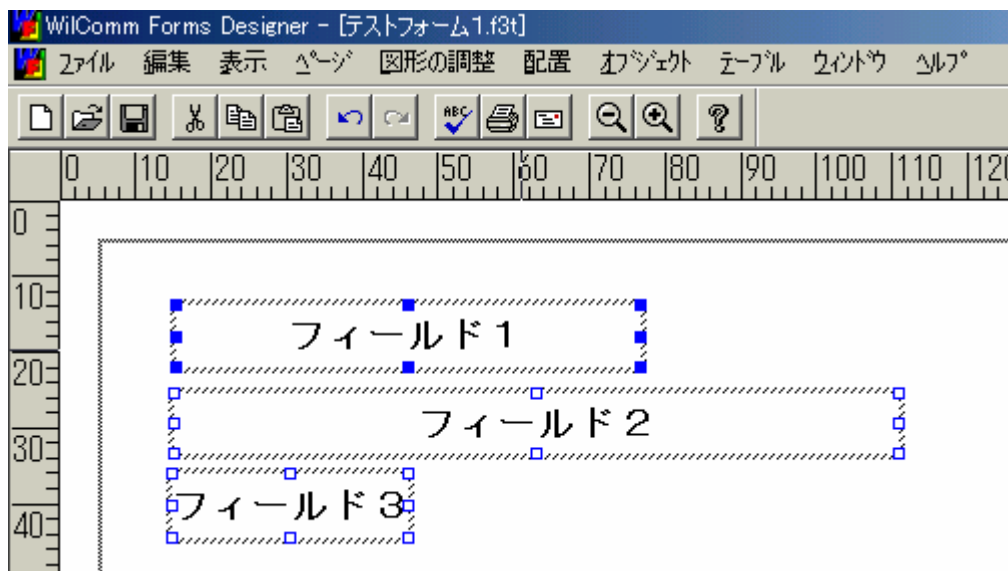 WilComm Forms Designer - [テストフォーム1.f3t]
ﾌｧｲﾙ 編集 表示 ﾍﾟｰｼﾞ 図形の調整 配置 ｵﾌﾞｼﾞｪｸﾄ ﾃｰﾌﾞﾙ ｳｨﾝﾄﾞｳ ﾍﾙﾌﾟ
ABC
0 10 20 30 40 50 60 70 80 90 100 110 120
0
10
フィールド1
20
フィールド2
30
フィールド3
40